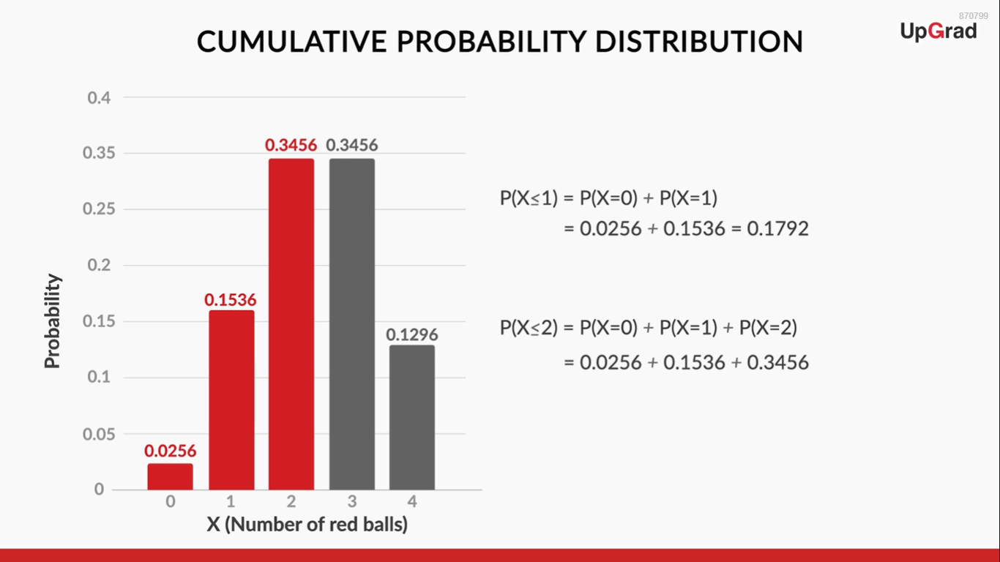 870799
UpGrad
CUMULATIVE PROBABILITY DISTRIBUTION
0.4
0.35
0.25
0.2
0.15
0.1
0.05
0
Probability
0.0256
0.1536
0.3456
0.3456
0.1296
0 1 2 3 4
X (Number of red balls)
P(X≤1) = P(X=0) + P(X=1)
= 0.0256 + 0.1536 = 0.1792
P(X≤2) = P(X=0) + P(X=1) + P(X=2)
= 0.0256 + 0.1536 + 0.3456